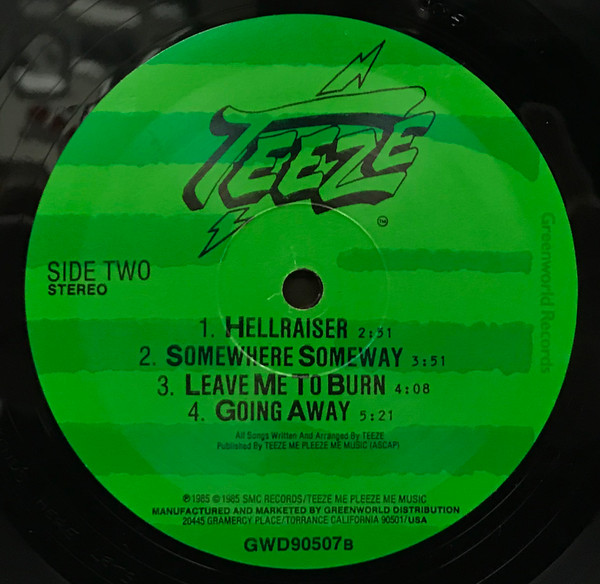 TEEZE
TM
SIDE TWO
STEREO
Greenworld Records
1. HELLRAISER 2:31
2. SOMEWHERE SOMEWAY 3:51
3. LEAVE ME TO BURN 4:08
4. GOING AWAY 5:21
All Songs Written And Arranged By TEEZE
Published By TEEZE ME PLEEZE ME MUSIC (ASCAP)
℗1985 ©1985 SMC RECORDS/TEEZE ME PLEEZE ME MUSIC
MANUFACTURED AND MARKETED BY GREENWORLD DISTRIBUTION
20445 GRAMERCY PLACE/TORRANCE CALIFORNIA 90501/USA
GWD90507B